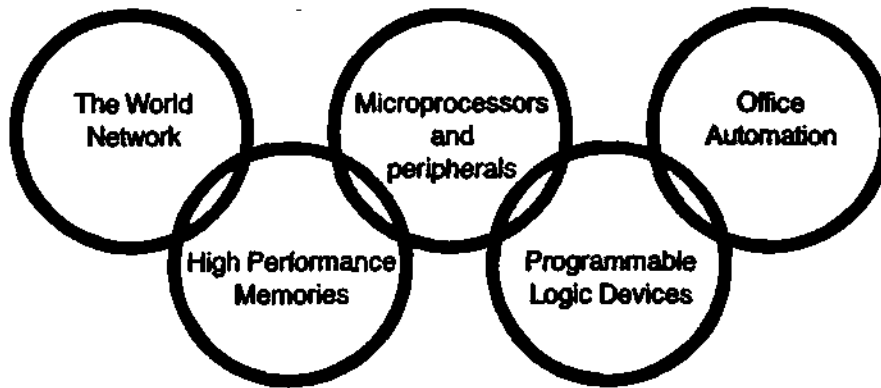 The World
Network
Microprocessors
and
peripherals
Office
Automation
High Performance
Memories
Programmable
Logic Devices